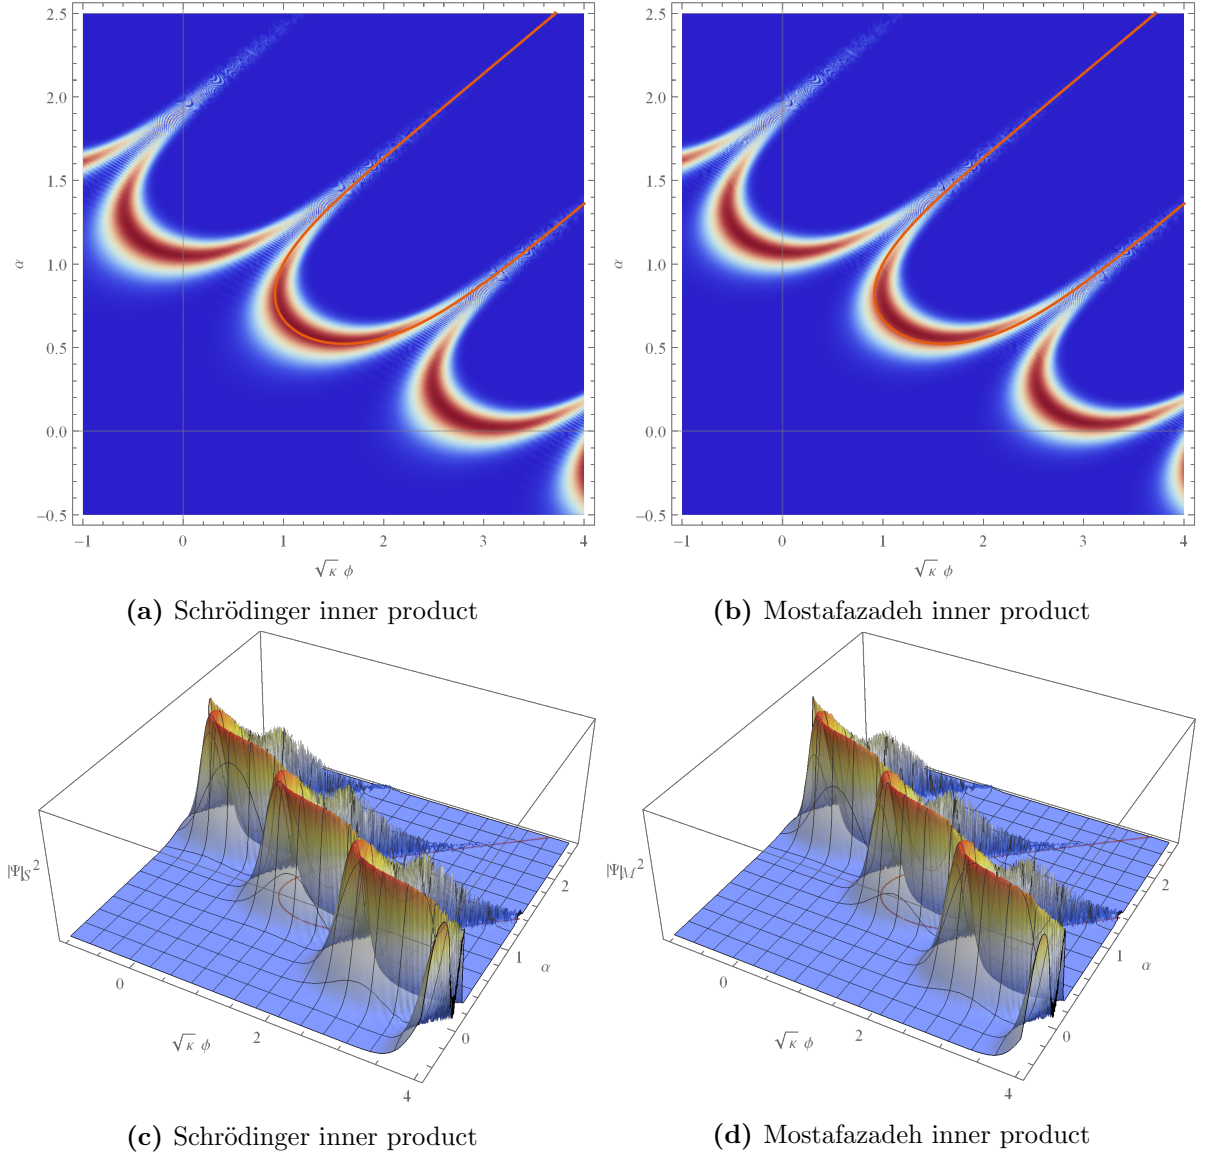 2.5
2.0
1.5
1.0
0.5
0.0
−0.5
α
−1 0 1 2 3 4
√κ ϕ
(a) Schrödinger inner product
2.5
2.0
1.5
1.0
0.5
0.0
−0.5
α
−1 0 1 2 3 4
√κ ϕ
(b) Mostafazadeh inner product
|Ψ|S²
0
2
4
√κ ϕ
0
1
2
α
(c) Schrödinger inner product
|Ψ|M²
0
2
4
√κ ϕ
0
1
2
α
(d) Mostafazadeh inner product